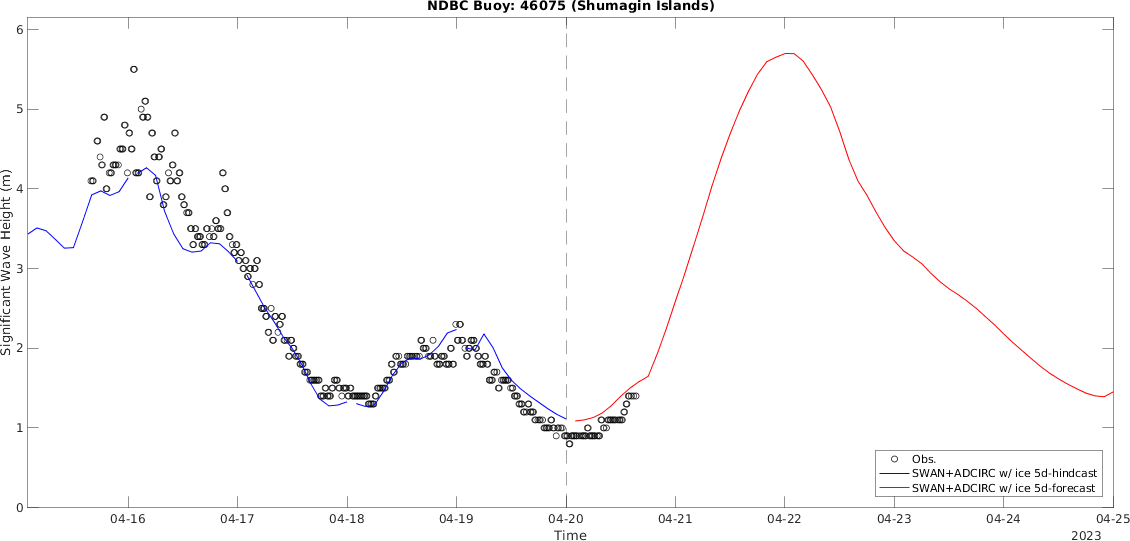 NDBC Buoy: 46075 (Shumagin Islands)
6
5
4
3
2
1
0
Significant Wave Height (m)
Obs.
SWAN+ADCIRC w/ ice 5d-hindcast
SWAN+ADCIRC w/ ice 5d-forecast
04-16 04-17 04-18 04-19 04-20 04-21 04-22 04-23 04-24 04-25
Time
2023